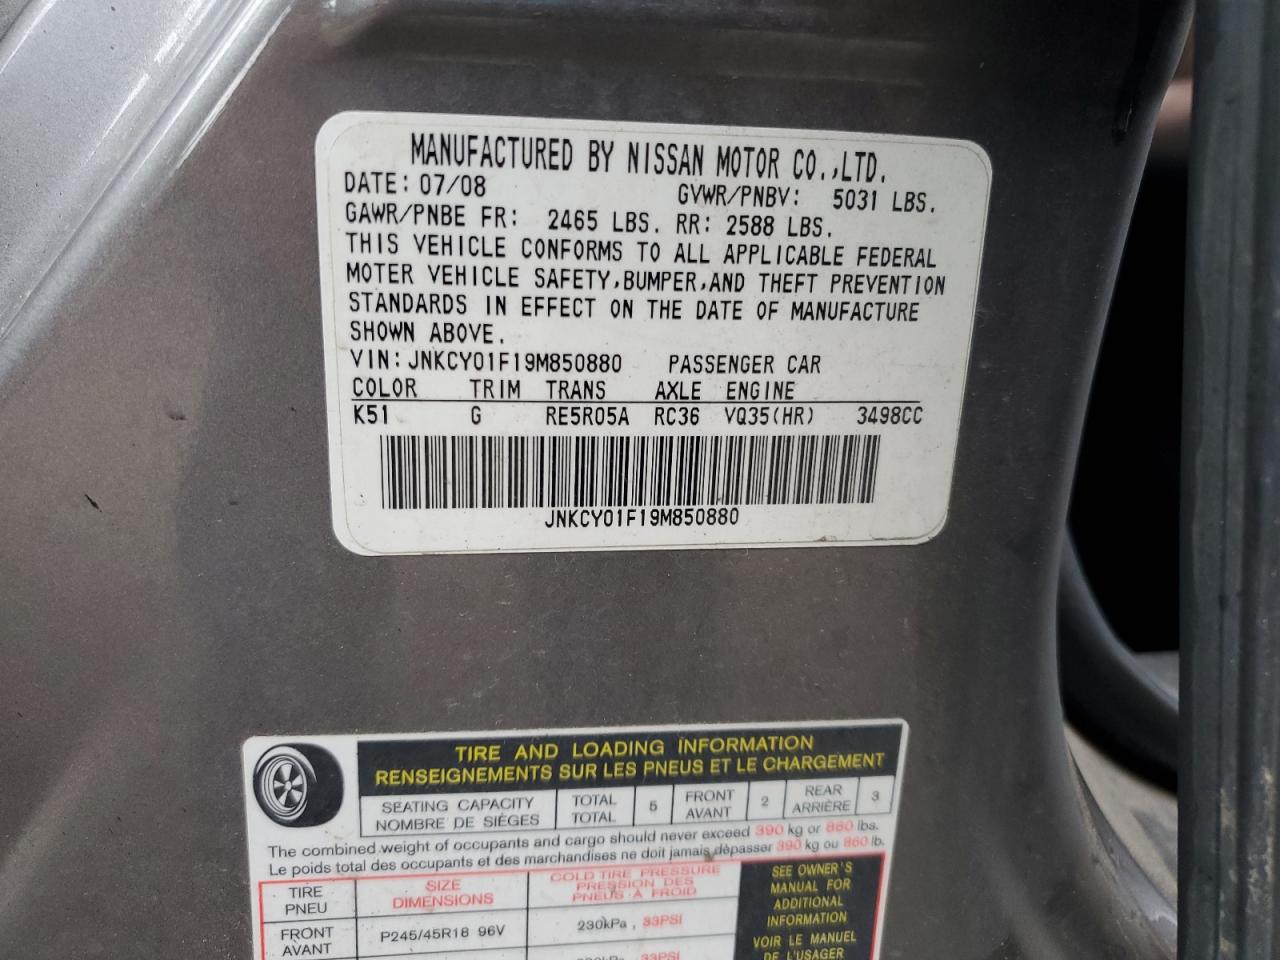 MANUFACTURED BY NISSAN MOTOR CO.,LTD.
DATE: 07/08 GVWR/PNBV: 5031 LBS.
GAWR/PNBE FR: 2465 LBS. RR: 2588 LBS.
THIS VEHICLE CONFORMS TO ALL APPLICABLE FEDERAL
MOTER VEHICLE SAFETY,BUMPER,AND THEFT PREVENTION
STANDARDS IN EFFECT ON THE DATE OF MANUFACTURE
SHOWN ABOVE.
VIN:JNKCY01F19M850880 PASSENGER CAR
COLOR TRIM TRANS AXLE ENGINE
K51 G RE5R05A RC36 VQ35(HR) 3498CC
JNKCY01F19M850880
TIRE AND LOADING INFORMATION
RENSEIGNEMENTS SUR LES PNEUS ET LE CHARGEMENT
SEATING CAPACITY TOTAL 5 FRONT 2 REAR 3
NOMBRE DE SIÈGES TOTAL AVANT ARRIÈRE
The combined weight of occupants and cargo should never exceed 390 kg or 860 lbs.
Le poids total des occupants et des marchandises ne doit jamais dépasser 390 kg ou 860 lb.
TIRE SIZE COLD TIRE PRESSURE
PNEU DIMENSIONS PRESSION DES
PNEUS A FROID
SEE OWNER'S
MANUAL FOR
ADDITIONAL
INFORMATION
FRONT P245/45R18 96V 230kPa , 33PSI
AVANT
VOIR LE MANUEL
DE L'USAGER
33PSI